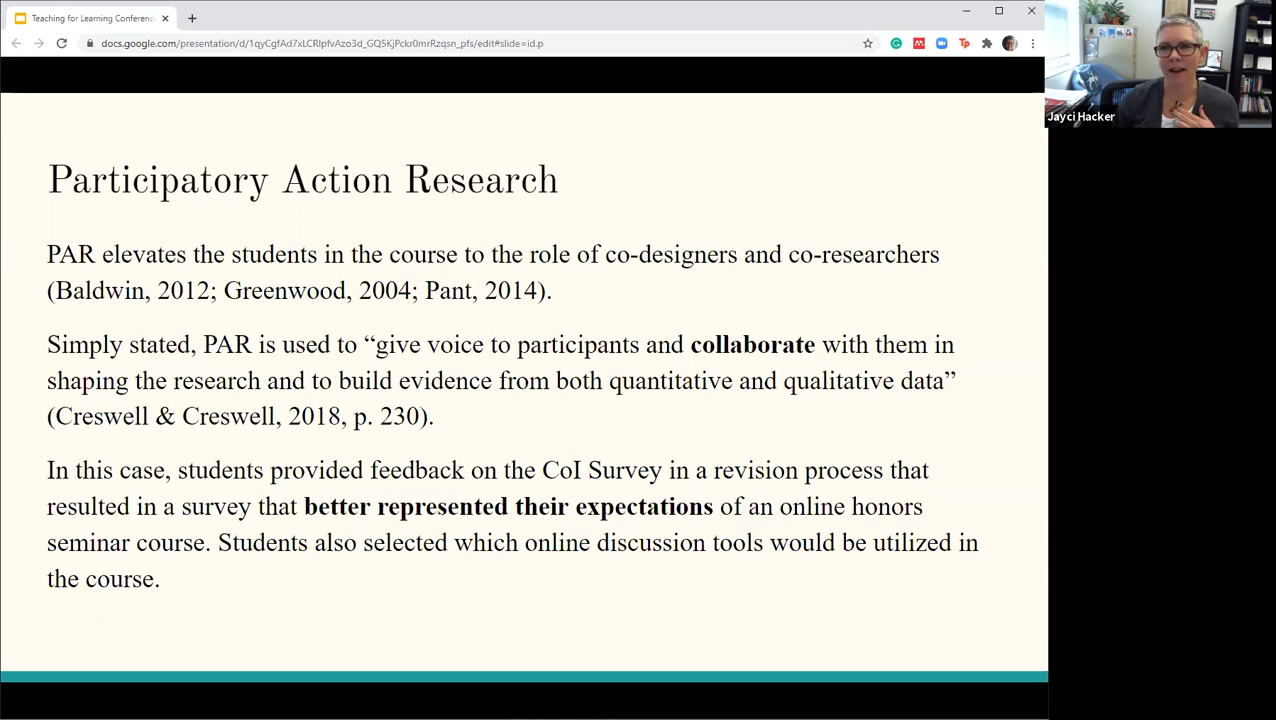 Teaching for Learning Conferenc
docs.google.com/presentation/d/1qyCgfAd7xLCRIpfvAzo3d_GQ5KjPckr0mrRzqsn_pfs/edit#slide=id.p
Jayci Hacker
Participatory Action Research
PAR elevates the students in the course to the role of co-designers and co-researchers
(Baldwin, 2012; Greenwood, 2004; Pant, 2014).
Simply stated, PAR is used to “give voice to participants and collaborate with them in
shaping the research and to build evidence from both quantitative and qualitative data”
(Creswell & Creswell, 2018, p. 230).
In this case, students provided feedback on the CoI Survey in a revision process that
resulted in a survey that better represented their expectations of an online honors
seminar course. Students also selected which online discussion tools would be utilized in
the course.